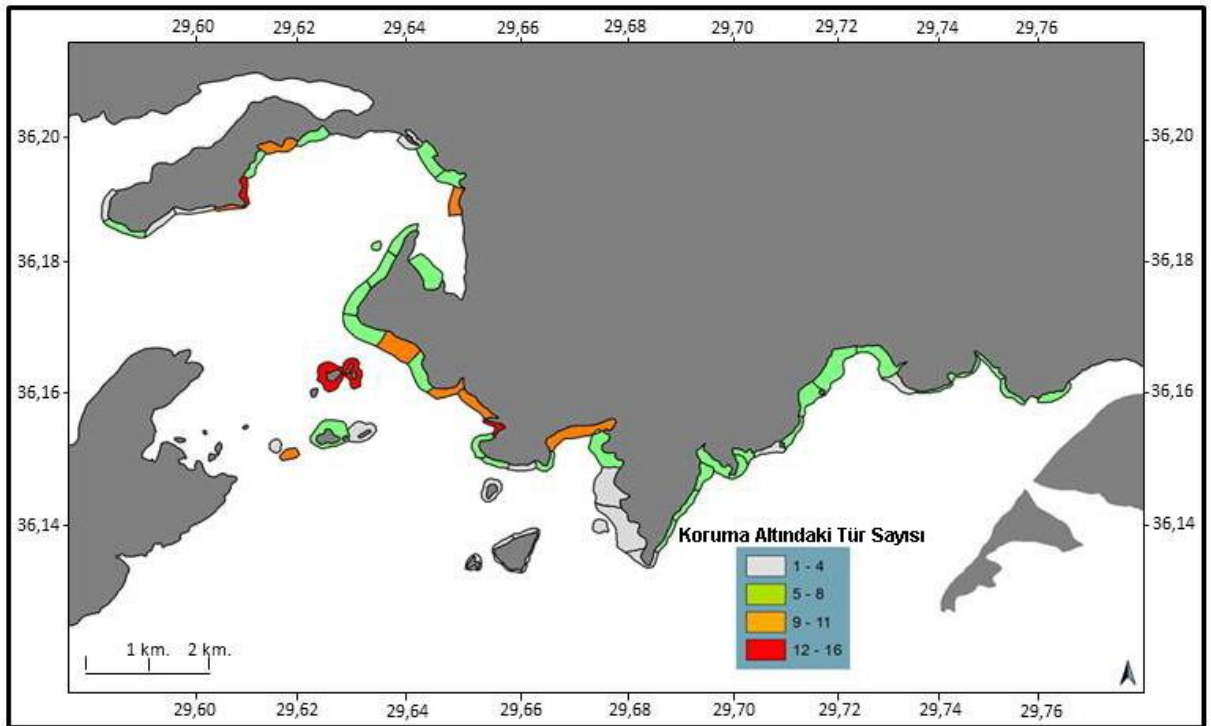 29,60 29,62 29,64 29,66 29,68 29,70 29,72 29,74 29,76
36,20 36,20
36,18 36,18
36,16 36,16
36,14 36,14
Koruma Altındaki Tür Sayısı
1 - 4
5 - 8
9 - 11
12 - 16
1 km. 2 km.
29,60 29,62 29,64 29,66 29,68 29,70 29,72 29,74 29,76